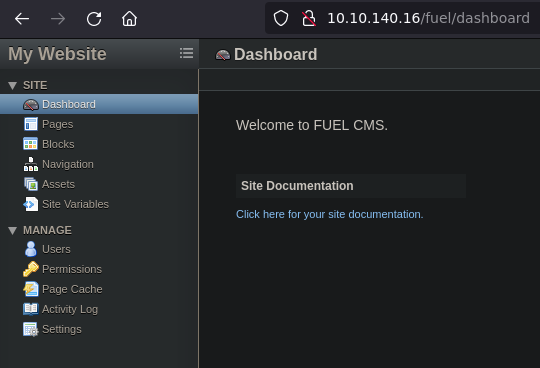 10.10.140.16/fuel/dashboard
My Website
Dashboard
SITE
Dashboard
Pages
Blocks
Navigation
Assets
Site Variables
MANAGE
Users
Permissions
Page Cache
Activity Log
Settings
Welcome to FUEL CMS.
Site Documentation
Click here for your site documentation.